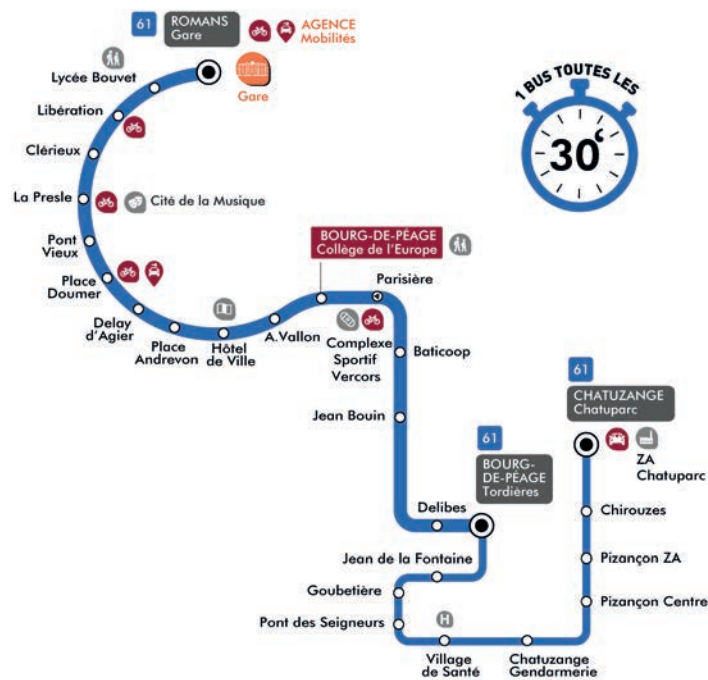 61
ROMANS
Gare
AGENCE
Mobilités
Gare
1 BUS TOUTES LES
30‘
Lycée Bouvet
Libération
Clérieux
La Presle
Cité de la Musique
Pont
Vieux
Place
Doumer
Delay
d'Agier
Place
Andrevon
Hôtel
de Ville
A.Vallon
BOURG-DE-PÉAGE
Collège de l'Europe
Parisière
Complexe
Sportif
Vercors
Baticoop
Jean Bouin
61
BOURG-
DE-PÉAGE
Tordières
Delibes
Jean de la Fontaine
Goubetière
Pont des Seigneurs
H
Village
de Santé
Chatuzange
Gendarmerie
61
CHATUZANGE
Chatuparc
ZA
Chatuparc
Chirouzes
Pizançon ZA
Pizançon Centre